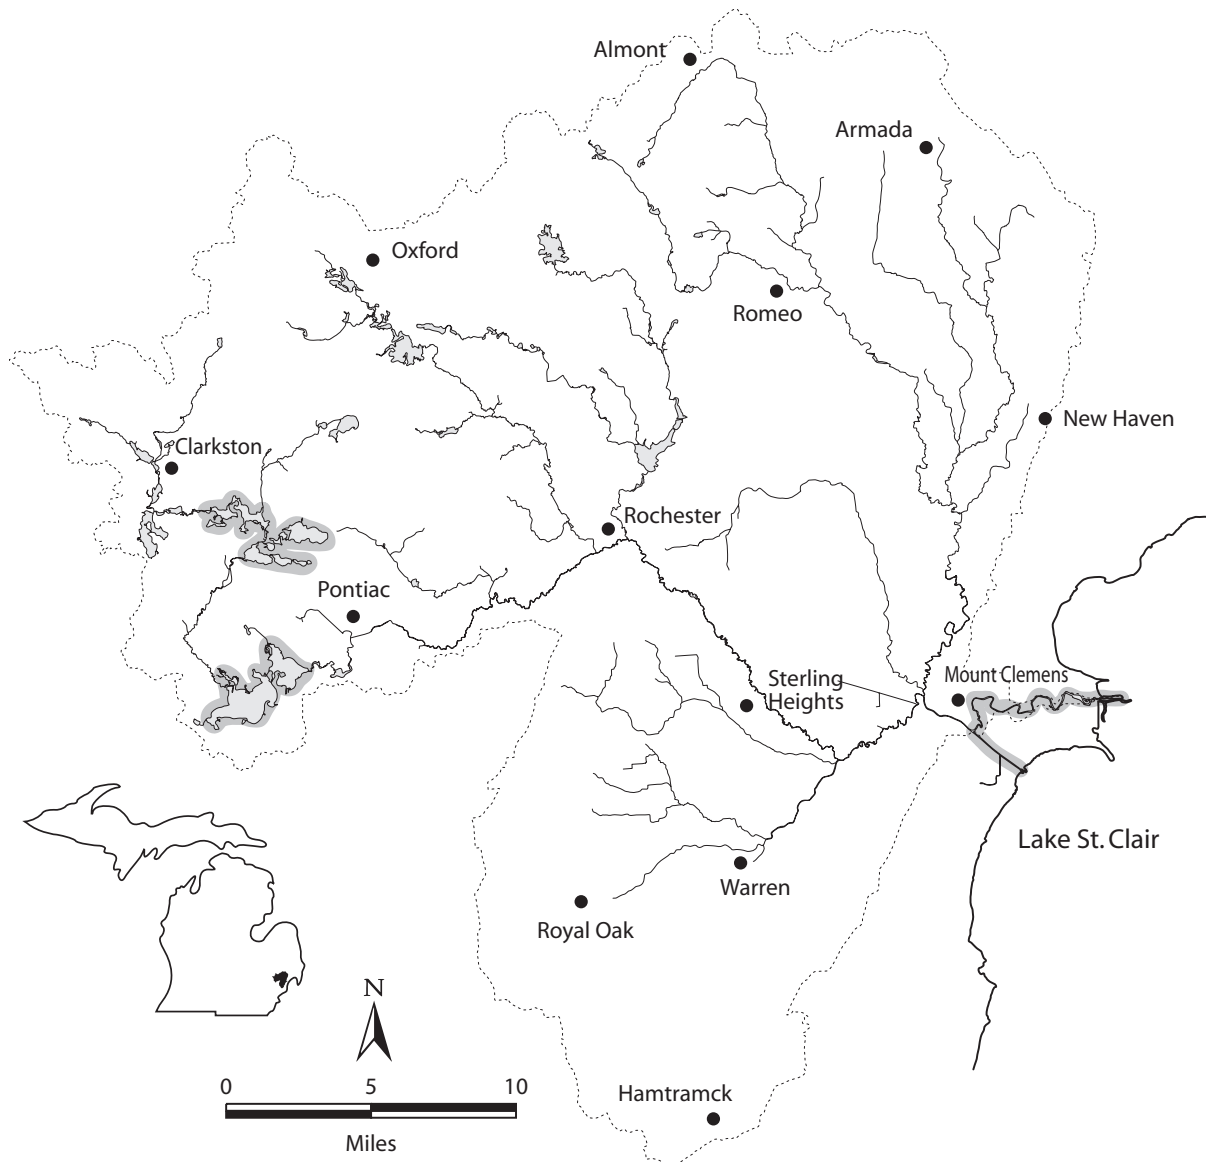 Almont
Armada
Oxford
Romeo
New Haven
Clarkston
Rochester
Pontiac
Mount Clemens
Sterling
Heights
Lake St. Clair
Warren
Royal Oak
N
0 5 10
Miles
Hamtramck